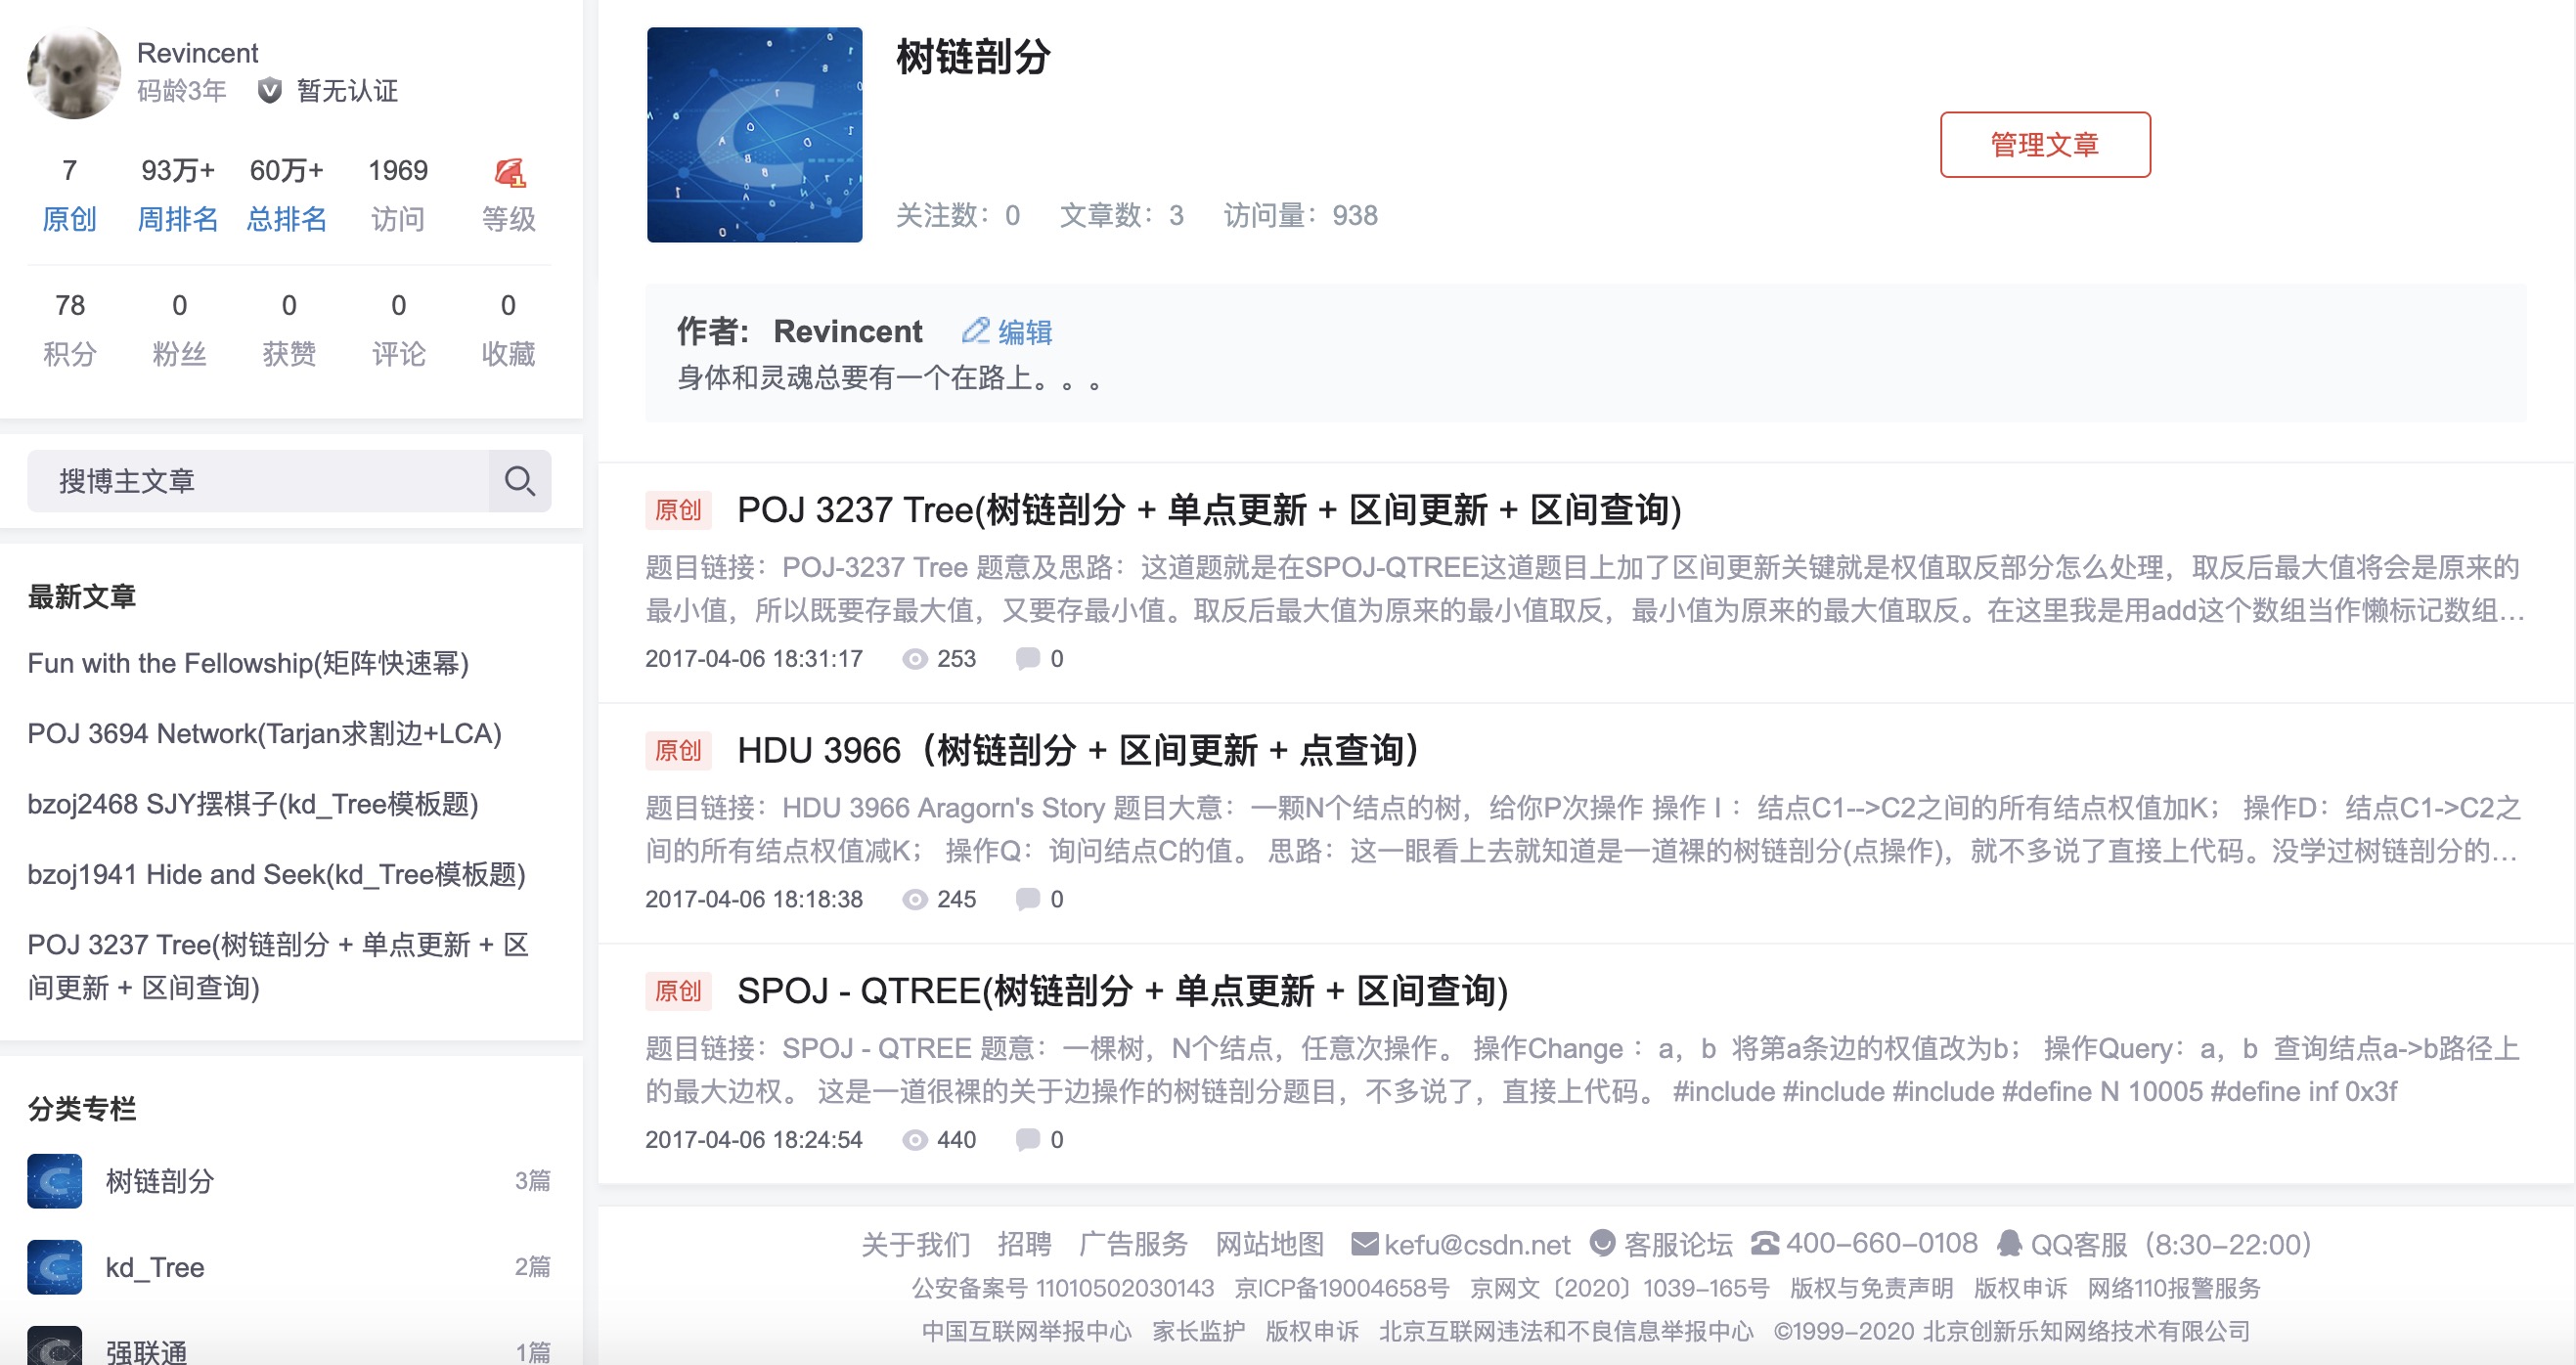 Revincent
码龄3年 暂无认证
7 93万+ 60万+ 1969
原创 周排名 总排名 访问 等级
78 0 0 0 0
积分 粉丝 获赞 评论 收藏
搜博主文章
最新文章
Fun with the Fellowship(矩阵快速幂)
POJ 3694 Network(Tarjan求割边+LCA)
bzoj2468 SJY摆棋子(kd_Tree模板题)
bzoj1941 Hide and Seek(kd_Tree模板题)
POJ 3237 Tree(树链剖分 + 单点更新 + 区
间更新 + 区间查询)
分类专栏
树链剖分 3篇
kd_Tree 2篇
强联通 1篇
树链剖分
管理文章
关注数：0 文章数：3 访问量：938
作者： Revincent 编辑
身体和灵魂总要有一个在路上。。。
原创 POJ 3237 Tree(树链剖分 + 单点更新 + 区间更新 + 区间查询)
题目链接：POJ-3237 Tree 题意及思路：这道题就是在SPOJ-QTREE这道题目上加了区间更新关键就是权值取反部分怎么处理，取反后最大值将会是原来的
最小值，所以既要存最大值，又要存最小值。取反后最大值为原来的最小值取反，最小值为原来的最大值取反。在这里我是用add这个数组当作懒标记数组...
2017-04-06 18:31:17 253 0
原创 HDU 3966（树链剖分 + 区间更新 + 点查询）
题目链接：HDU 3966 Aragorn's Story 题目大意：一颗N个结点的树，给你P次操作 操作 I ：结点C1-->C2之间的所有结点权值加K； 操作D：结点C1->C2之
间的所有结点权值减K； 操作Q：询问结点C的值。 思路：这一眼看上去就知道是一道裸的树链剖分(点操作)，就不多说了直接上代码。没学过树链剖分的...
2017-04-06 18:18:38 245 0
原创 SPOJ - QTREE(树链剖分 + 单点更新 + 区间查询)
题目链接：SPOJ - QTREE 题意：一棵树，N个结点，任意次操作。 操作Change ：a，b 将第a条边的权值改为b； 操作Query：a，b 查询结点a->b路径上
的最大边权。 这是一道很裸的关于边操作的树链剖分题目，不多说了，直接上代码。 #include #include #include #define N 10005 #define inf 0x3f
2017-04-06 18:24:54 440 0
关于我们 招聘 广告服务 网站地图 kefu@csdn.net 客服论坛 400-660-0108 QQ客服（8:30-22:00）
公安备案号 11010502030143 京ICP备19004658号 京网文〔2020〕1039-165号 版权与免责声明 版权申诉 网络110报警服务
中国互联网举报中心 家长监护 版权申诉 北京互联网违法和不良信息举报中心 ©1999-2020 北京创新乐知网络技术有限公司